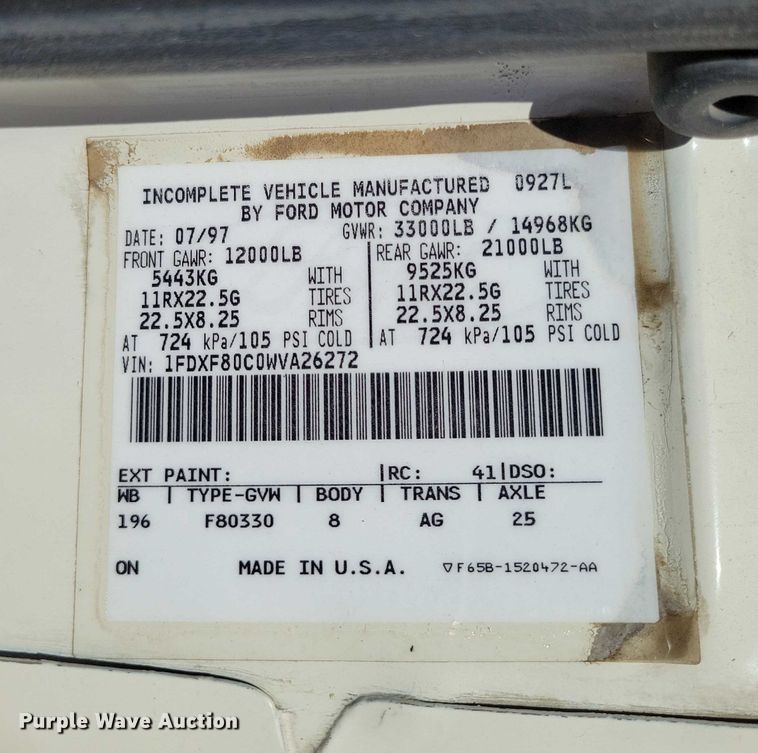 INCOMPLETE VEHICLE MANUFACTURED 0927L
BY FORD MOTOR COMPANY
DATE: 07/97 GVWR: 33000LB / 14968KG
FRONT GAWR: 12000LB REAR GAWR: 21000LB
5443KG WITH 9525KG WITH
11RX22.5G TIRES 11RX22.5G TIRES
22.5X8.25 RIMS 22.5X8.25 RIMS
AT 724 kPa/105 PSI COLD AT 724 kPa/105 PSI COLD
VIN: 1FDXF80C0WVA26272
EXT PAINT: |RC: 41|DSO:
WB | TYPE-GVW | BODY | TRANS | AXLE
196 F80330 8 AG 25
ON MADE IN U.S.A. ▽F65B-1520472-AA
Purple Wave Auction